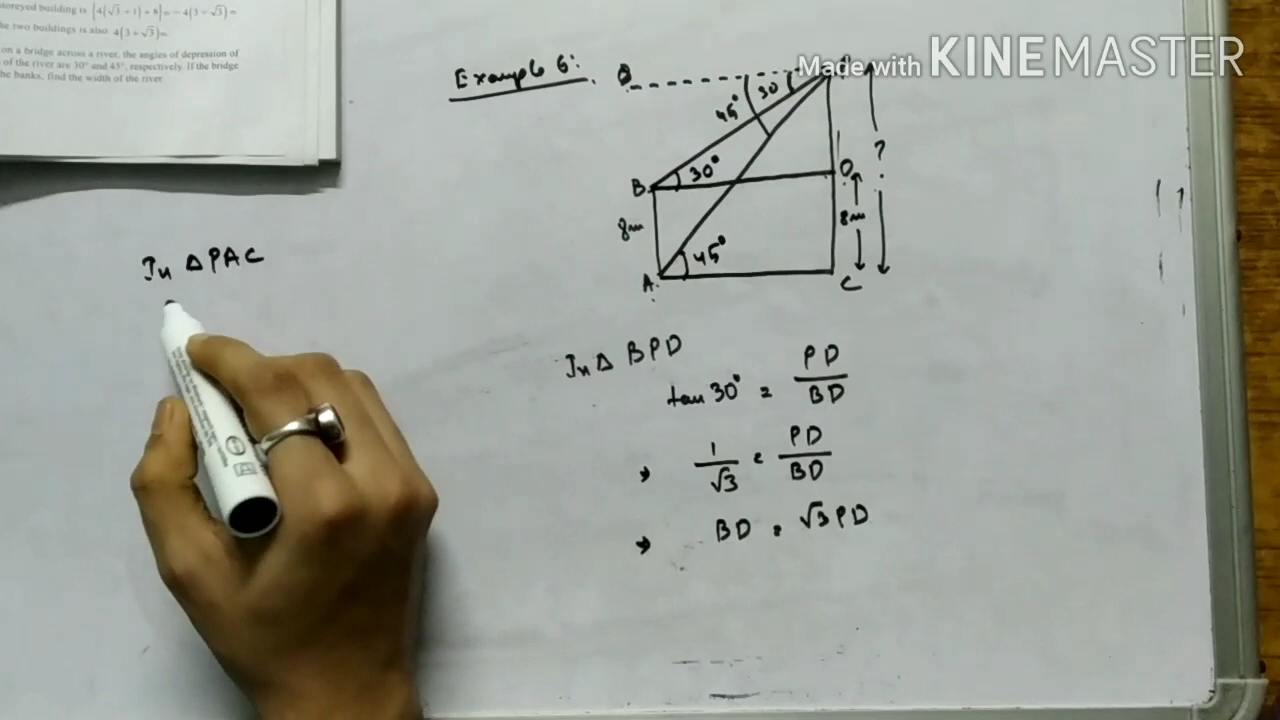 storeyed building is {4(√3 + 1) + 8} = 4(3 + √3)m
the two buildings is also 4(3 + √3)m.
on a bridge across a river, the angles of depression of
of the river are 30° and 45°, respectively. If the bridge
the banks, find the width of the river.
Made with KINEMASTER
Example 6:
45° 30
B 30° D ?
8m 8m
A 45° C
In △PAC
In △ BPD
tan 30° = PD/BD
1/√3 = PD/BD
BD = √3PD